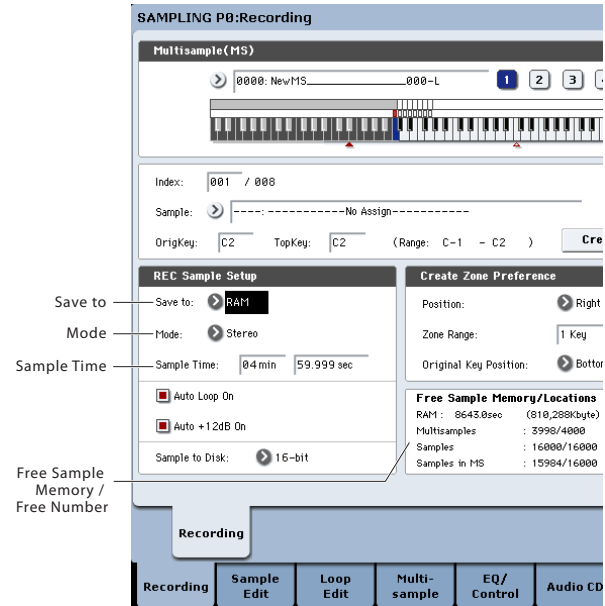 SAMPLING P0:Recording
Multisample(MS)
0000: NewMS_______________000-L
1 2 3 4
Index: 001 / 008
Sample: ----: ------------No Assign-----------
OrigKey: C2 TopKey: C2 (Range: C-1 - C2 ) Cre
REC Sample Setup
Save to: RAM
Mode: Stereo
Sample Time: 04 min 59.999 sec
Auto Loop On
Auto +12dB On
Sample to Disk: 16-bit
Create Zone Preference
Position: Right
Zone Range: 1 Key
Original Key Position: Bottom
Free Sample Memory/Locations
RAM : 8643.0sec (810,288Kbyte)
Multisamples : 3998/4000
Samples : 16000/16000
Samples in MS : 15984/16000
Save to
Mode
Sample Time
Free Sample
Memory /
Free Number
Recording
Recording
Sample Edit
Loop Edit
Multi-sample
EQ/ Control
Audio CD